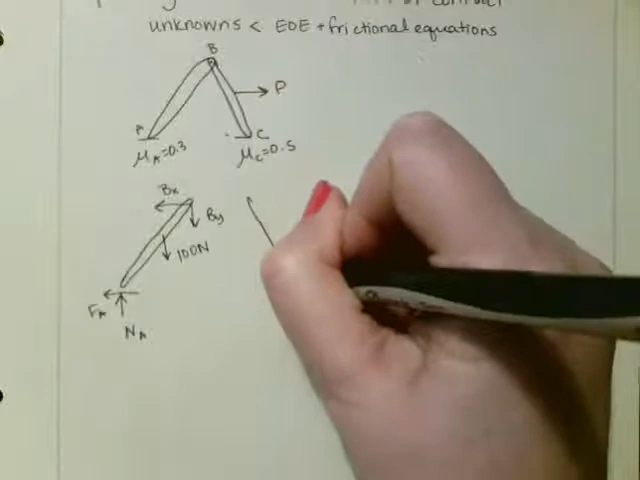 unknowns < EOE + frictional equations
B
P
A
C
μA=0.3
μC=0.5
Bx
By
100N
FA
NA